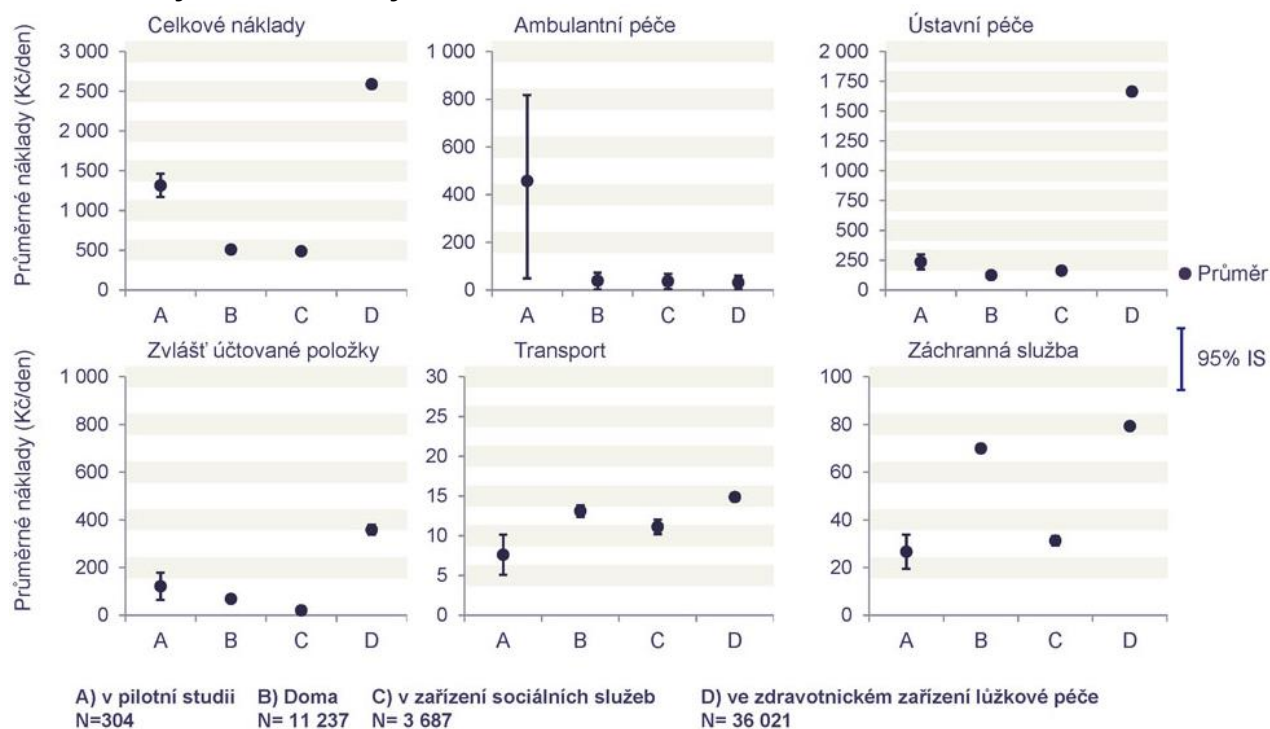 Celkové náklady
Ambulantní péče
Ústavní péče
Průměrné náklady (Kč/den)
3 000
2 500
2 000
1 500
1 000
500
0
A B C D
1 000
800
600
400
200
0
A B C D
2 000
1 750
1 500
1 250
1 000
750
500
250
0
A B C D
Průměr
95% IS
Zvlášť účtované položky
Transport
Záchranná služba
Průměrné náklady (Kč/den)
1 000
800
600
400
200
0
A B C D
30
25
20
15
10
5
0
A B C D
100
80
60
40
20
0
A B C D
A) v pilotní studii B) Doma C) v zařízení sociálních služeb D) ve zdravotnickém zařízení lůžkové péče
N=304 N= 11 237 N= 3 687 N= 36 021